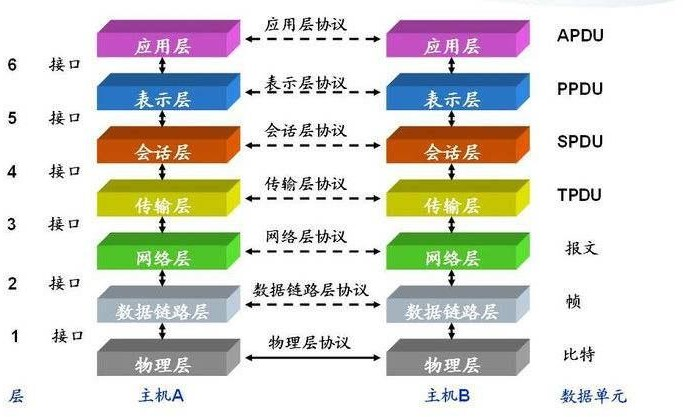 应用层 应用层协议 应用层 APDU
6 接口
表示层 表示层协议 表示层 PPDU
5 接口
会话层 会话层协议 会话层 SPDU
4 接口
传输层 传输层协议 传输层 TPDU
3 接口
网络层 网络层协议 网络层 报文
2 接口
数据链路层 数据链路层协议 数据链路层 帧
1 接口
物理层 物理层协议 物理层 比特
层 主机A 主机B 数据单元